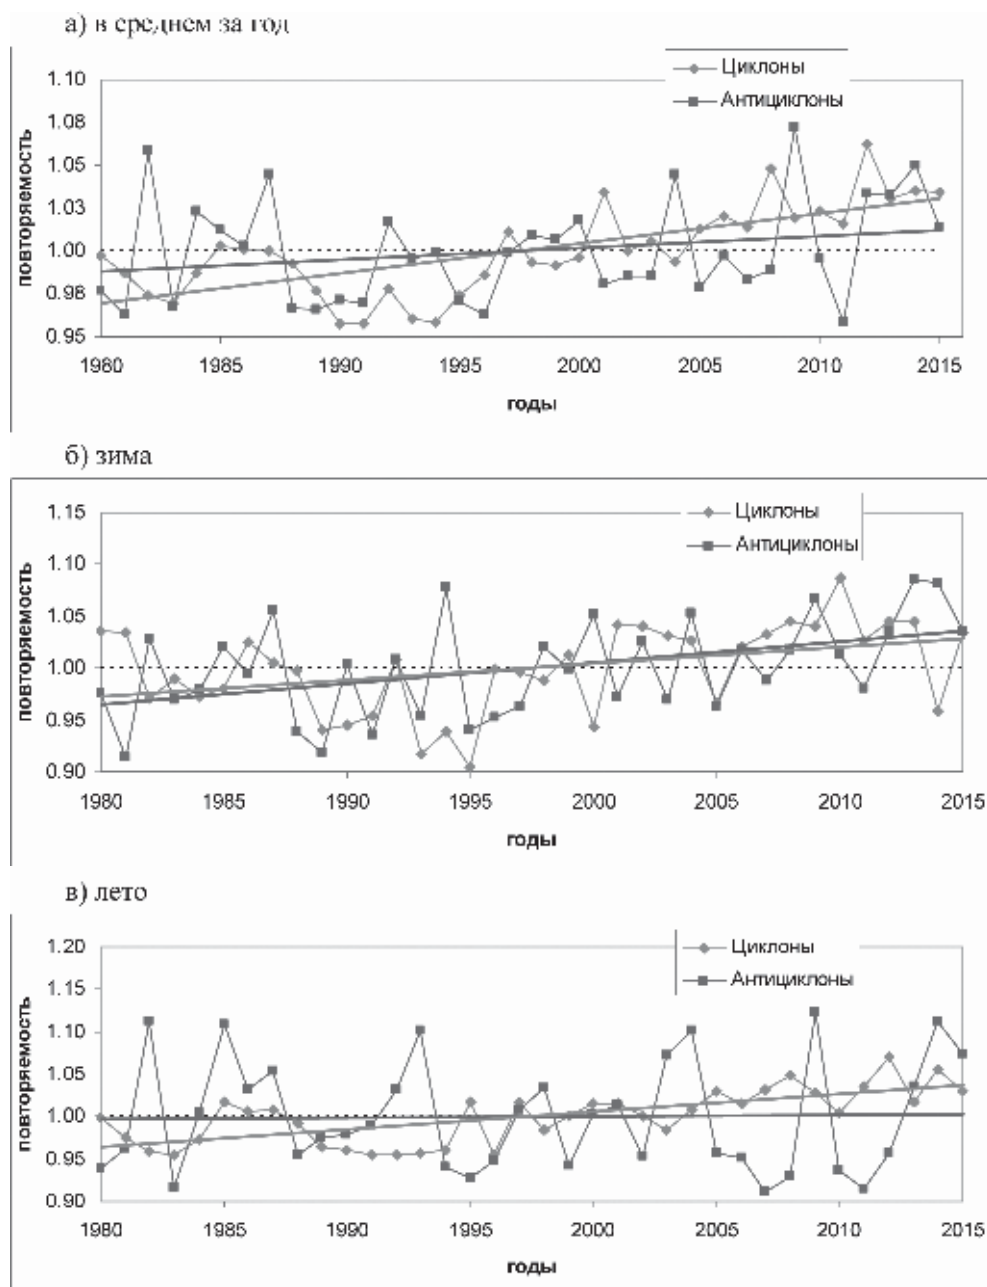 а) в среднем за год
Циклоны
Антициклоны
повторяемость
1.10
1.08
1.05
1.03
1.00
0.98
0.95
1980 1985 1990 1995 2000 2005 2010 2015
годы
б) зима
Циклоны
Антициклоны
повторяемость
1.15
1.10
1.05
1.00
0.95
0.90
1980 1985 1990 1995 2000 2005 2010 2015
годы
в) лето
Циклоны
Антициклоны
повторяемость
1.20
1.15
1.10
1.05
1.00
0.95
0.90
1980 1985 1990 1995 2000 2005 2010 2015
годы